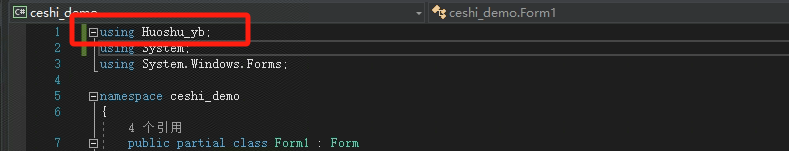 ceshi_demo
ceshi_demo.Form1
1 using Huoshu_yb;
2 using System;
3 using System.Windows.Forms;
4
5 namespace ceshi_demo
6 {
4 个引用
7 public partial class Form1 : Form